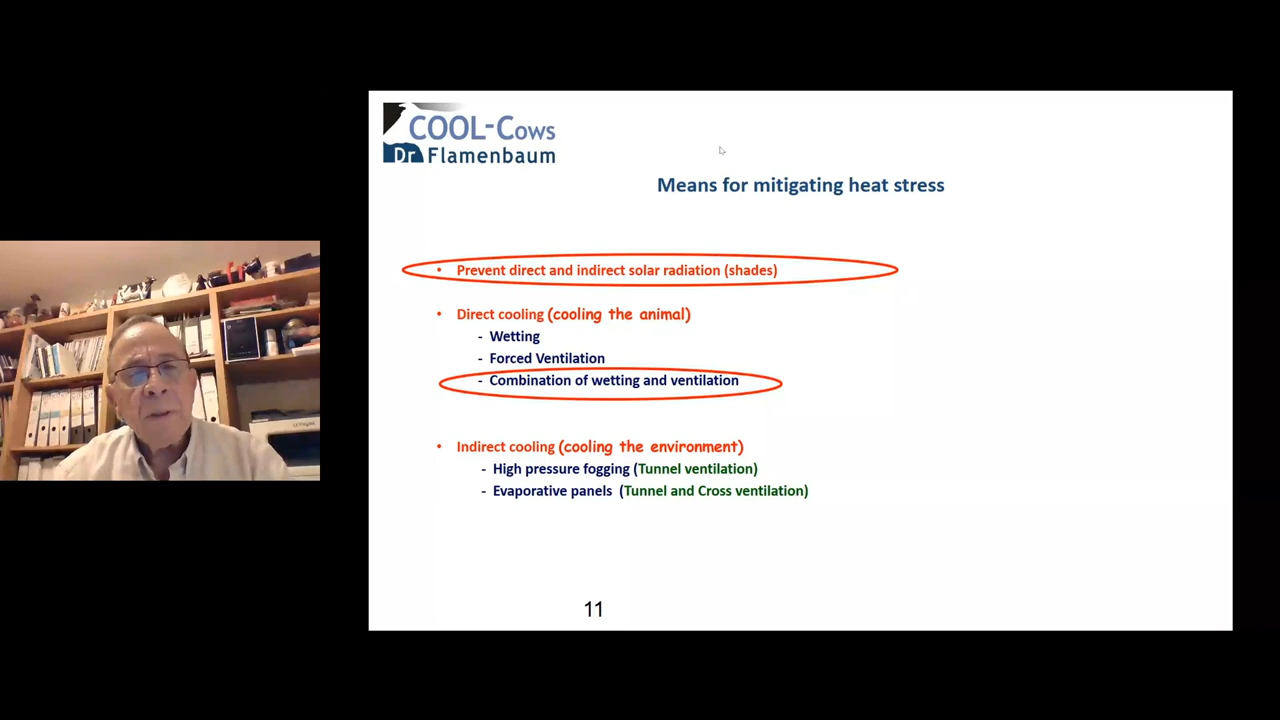 COOL-Cows
Dr Flamenbaum
Means for mitigating heat stress
• Prevent direct and indirect solar radiation (shades)
• Direct cooling (cooling the animal)
- Wetting
- Forced Ventilation
- Combination of wetting and ventilation
• Indirect cooling (cooling the environment)
- High pressure fogging (Tunnel ventilation)
- Evaporative panels (Tunnel and Cross ventilation)
11